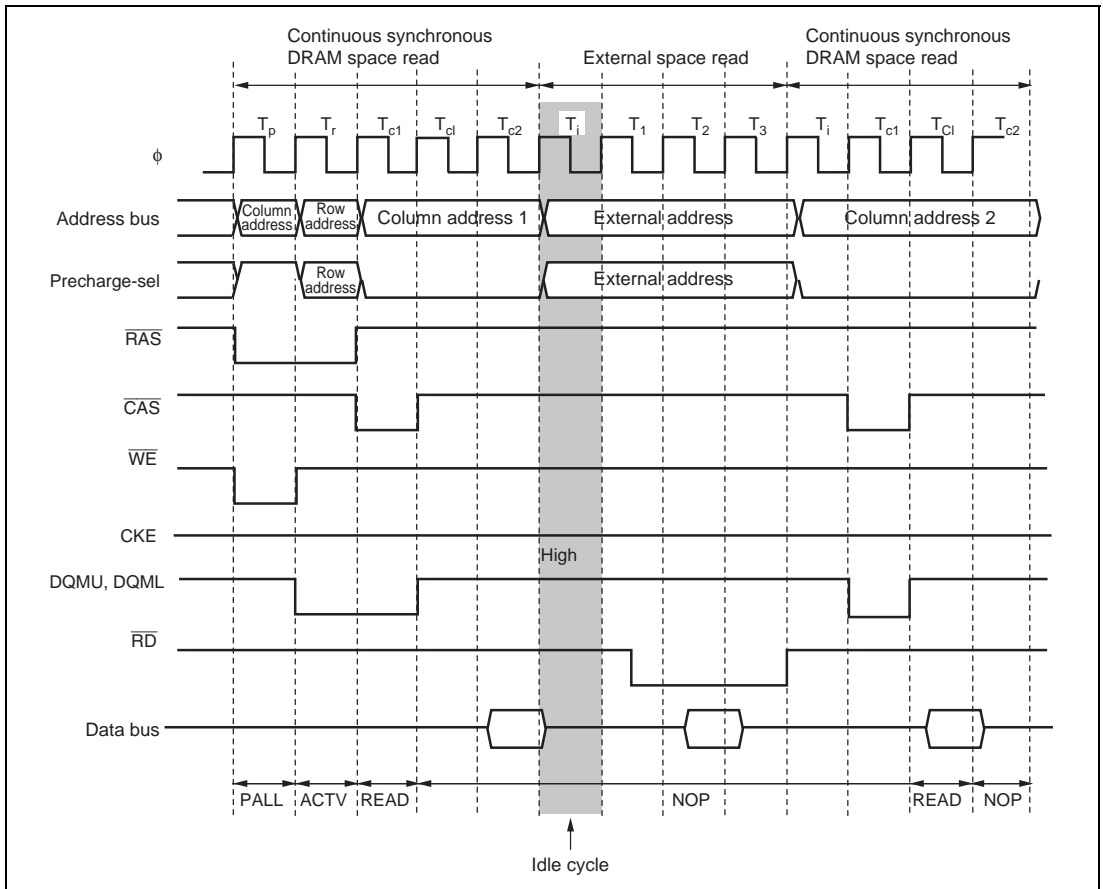 Continuous synchronous
DRAM space read
External space read
Continuous synchronous
DRAM space read
Tp Tr Tc1 Tcl Tc2 Ti T1 T2 T3 Ti Tc1 TCl Tc2
ϕ
Address bus
Column
address
Row
address
Column address 1
External address
Column address 2
Precharge-sel
Row
address
External address
RAS
CAS
WE
CKE
High
DQMU, DQML
RD
Data bus
PALL ACTV READ NOP READ NOP
Idle cycle